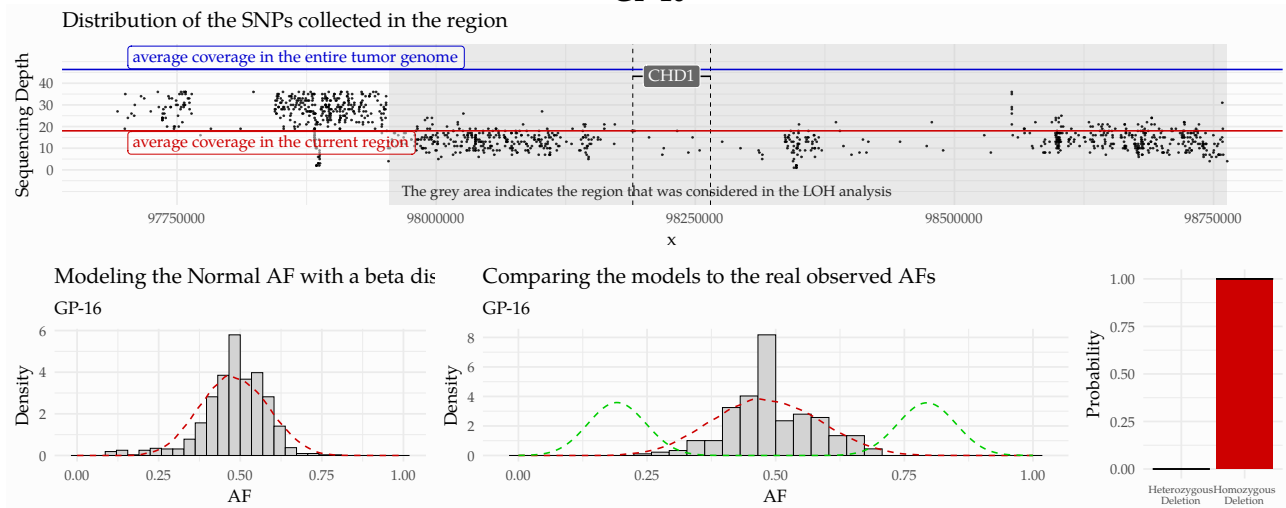 Distribution of the SNPs collected in the region
Sequencing Depth
40
30
20
10
0
average coverage in the entire tumor genome
CHD1
average coverage in the current region
The grey area indicates the region that was considered in the LOH analysis
97750000 98000000 98250000 98500000 98750000
x
Modeling the Normal AF with a beta dis
GP-16
Density
6
4
2
0
0.00 0.25 0.50 0.75 1.00
AF
Comparing the models to the real observed AFs
GP-16
Density
8
6
4
2
0
0.00 0.25 0.50 0.75 1.00
AF
Probability
1.00
0.75
0.50
0.25
0.00
Heterozygous Homozygous
Deletion Deletion